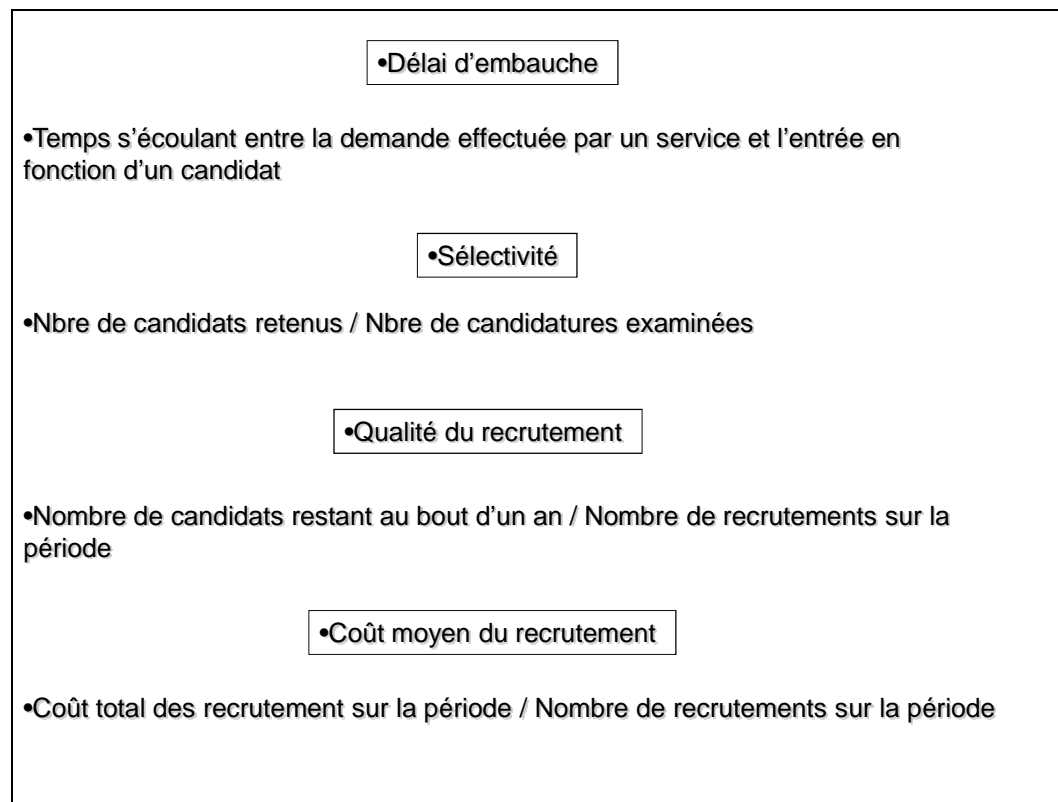 •Délai d’embauche
•Temps s’écoulant entre la demande effectuée par un service et l’entrée en
fonction d’un candidat
•Sélectivité
•Nbre de candidats retenus / Nbre de candidatures examinées
•Qualité du recrutement
•Nombre de candidats restant au bout d’un an / Nombre de recrutements sur la
période
•Coût moyen du recrutement
•Coût total des recrutement sur la période / Nombre de recrutements sur la période